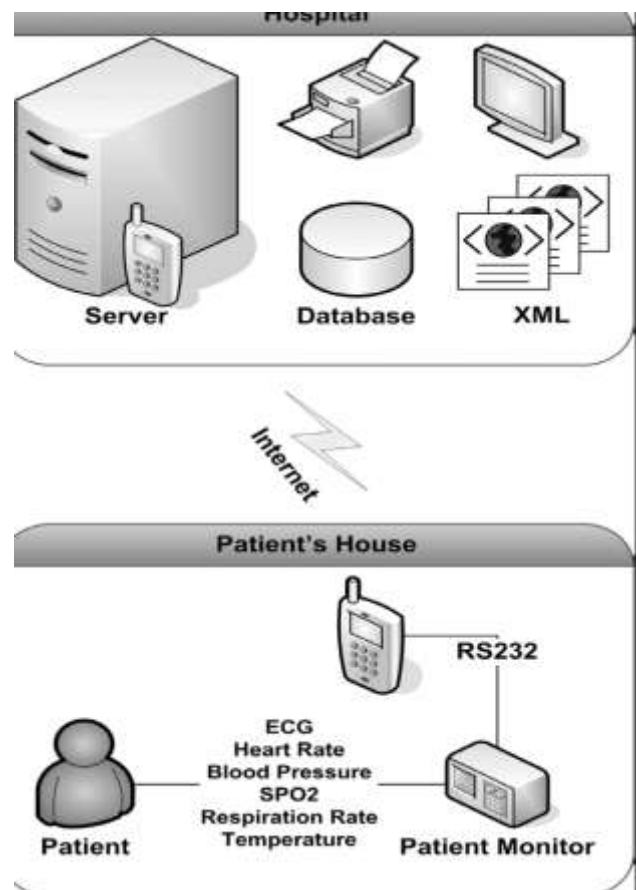 Hospital
Server
Database
XML
Internet
Patient's House
RS232
ECG
Heart Rate
Blood Pressure
SPO2
Respiration Rate
Temperature
Patient
Patient Monitor